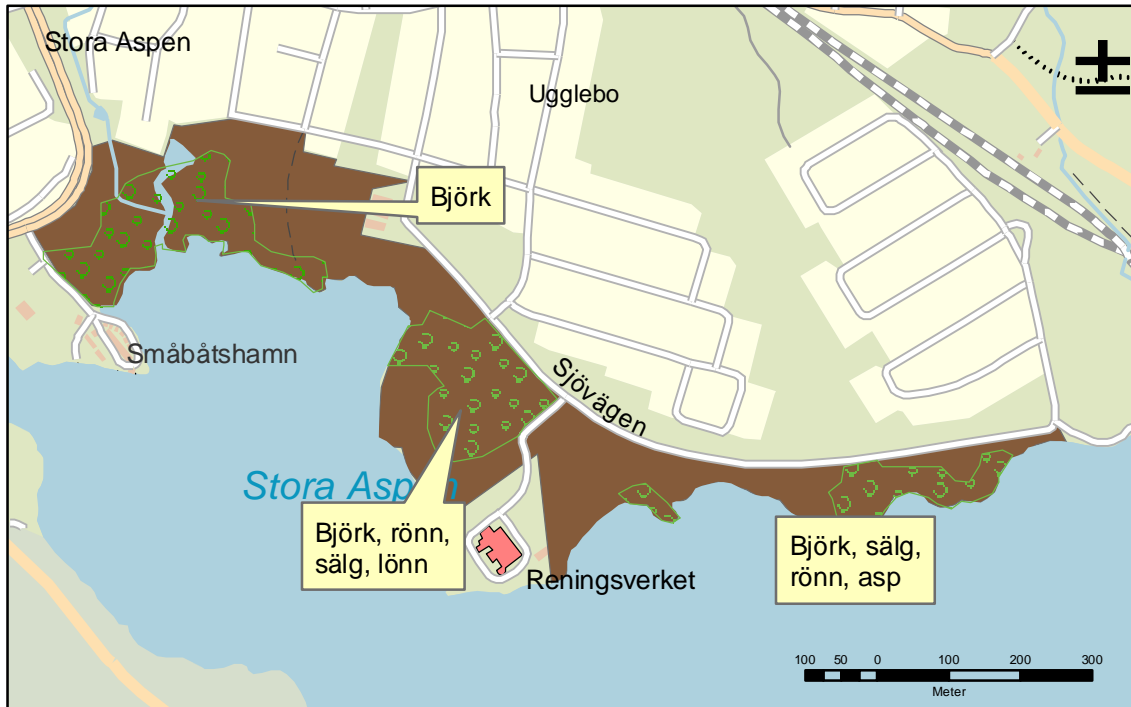 Stora Aspen
Ugglebo
Björk
Småbåtshamn
Sjövägen
Stora Aspen
Björk, rönn,
sälg, lönn
Björk, sälg,
rönn, asp
Reningsverket
100 50 0 100 200 300
Meter